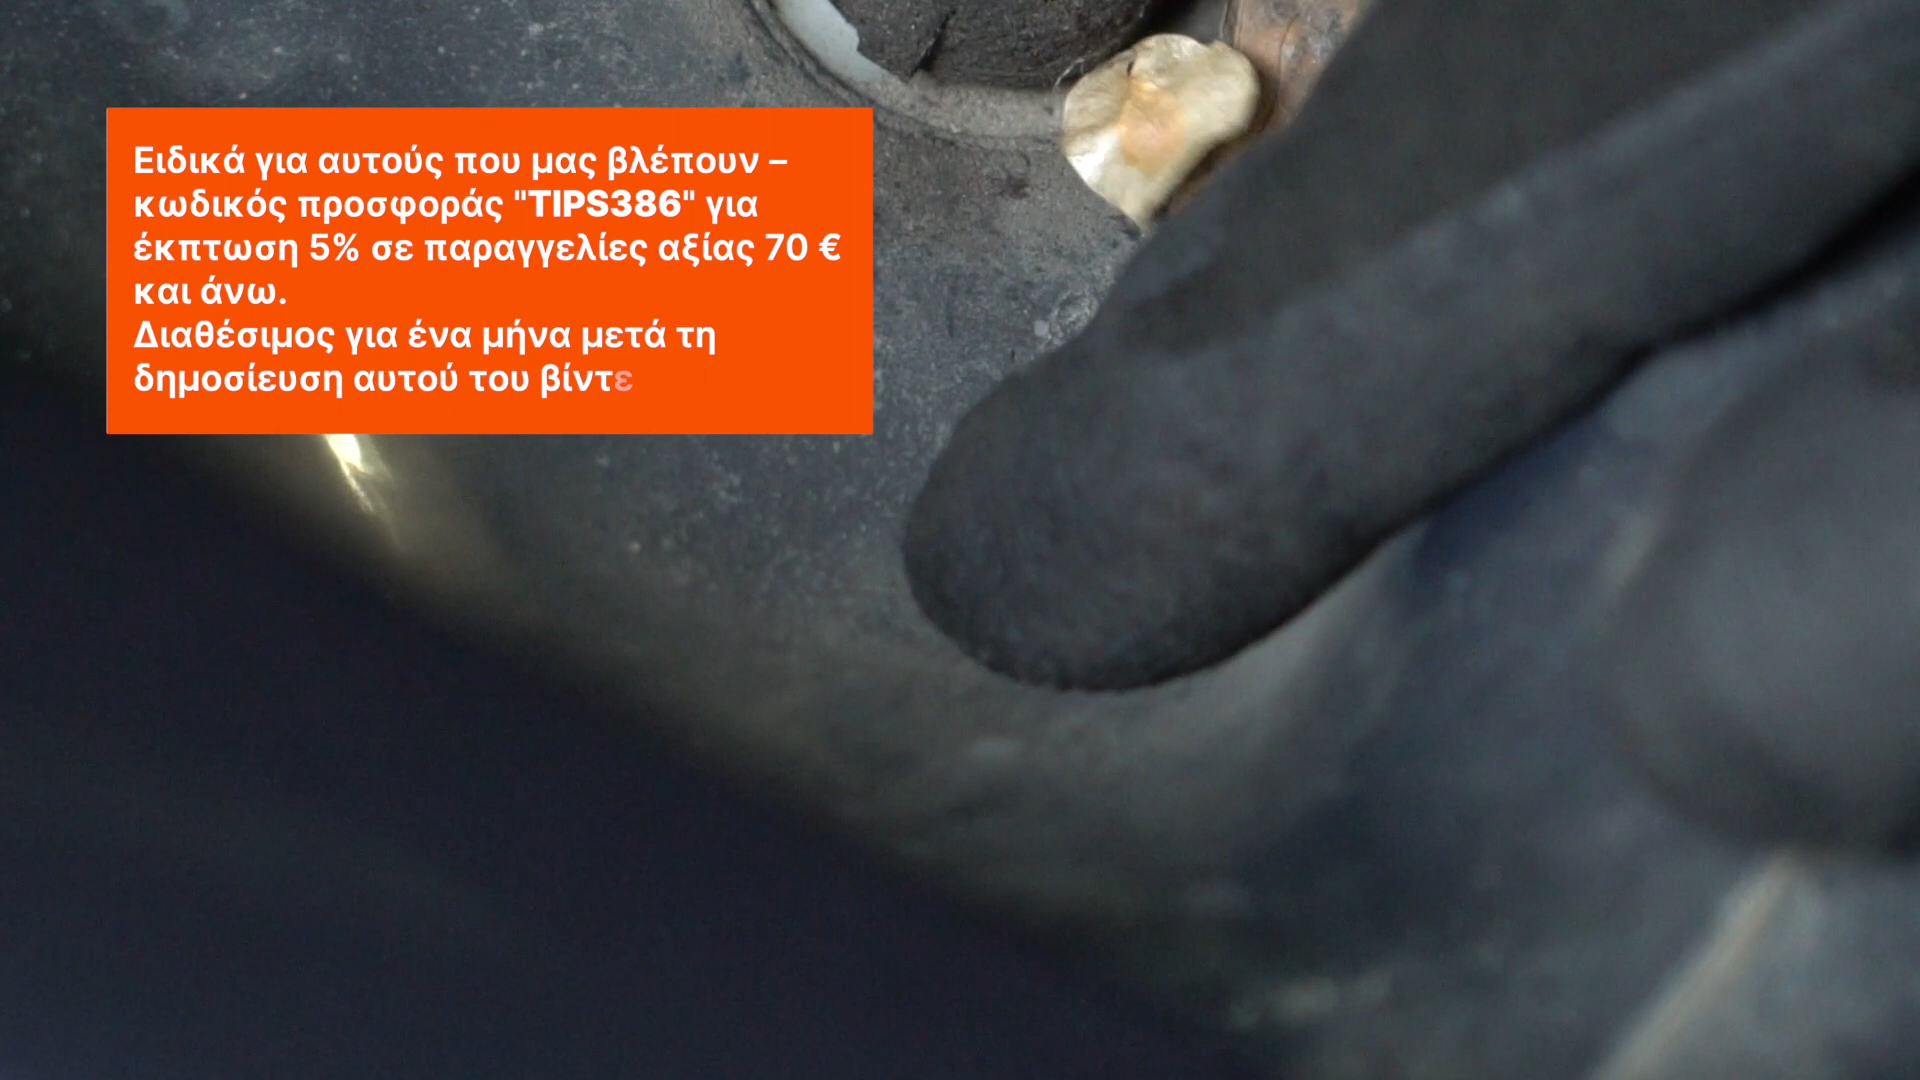 Ειδικά για αυτούς που μας βλέπουν –
κωδικός προσφοράς "TIPS386" για
έκπτωση 5% σε παραγγελίες αξίας 70 €
και άνω.
Διαθέσιμος για ένα μήνα μετά τη
δημοσίευση αυτού του βίντε